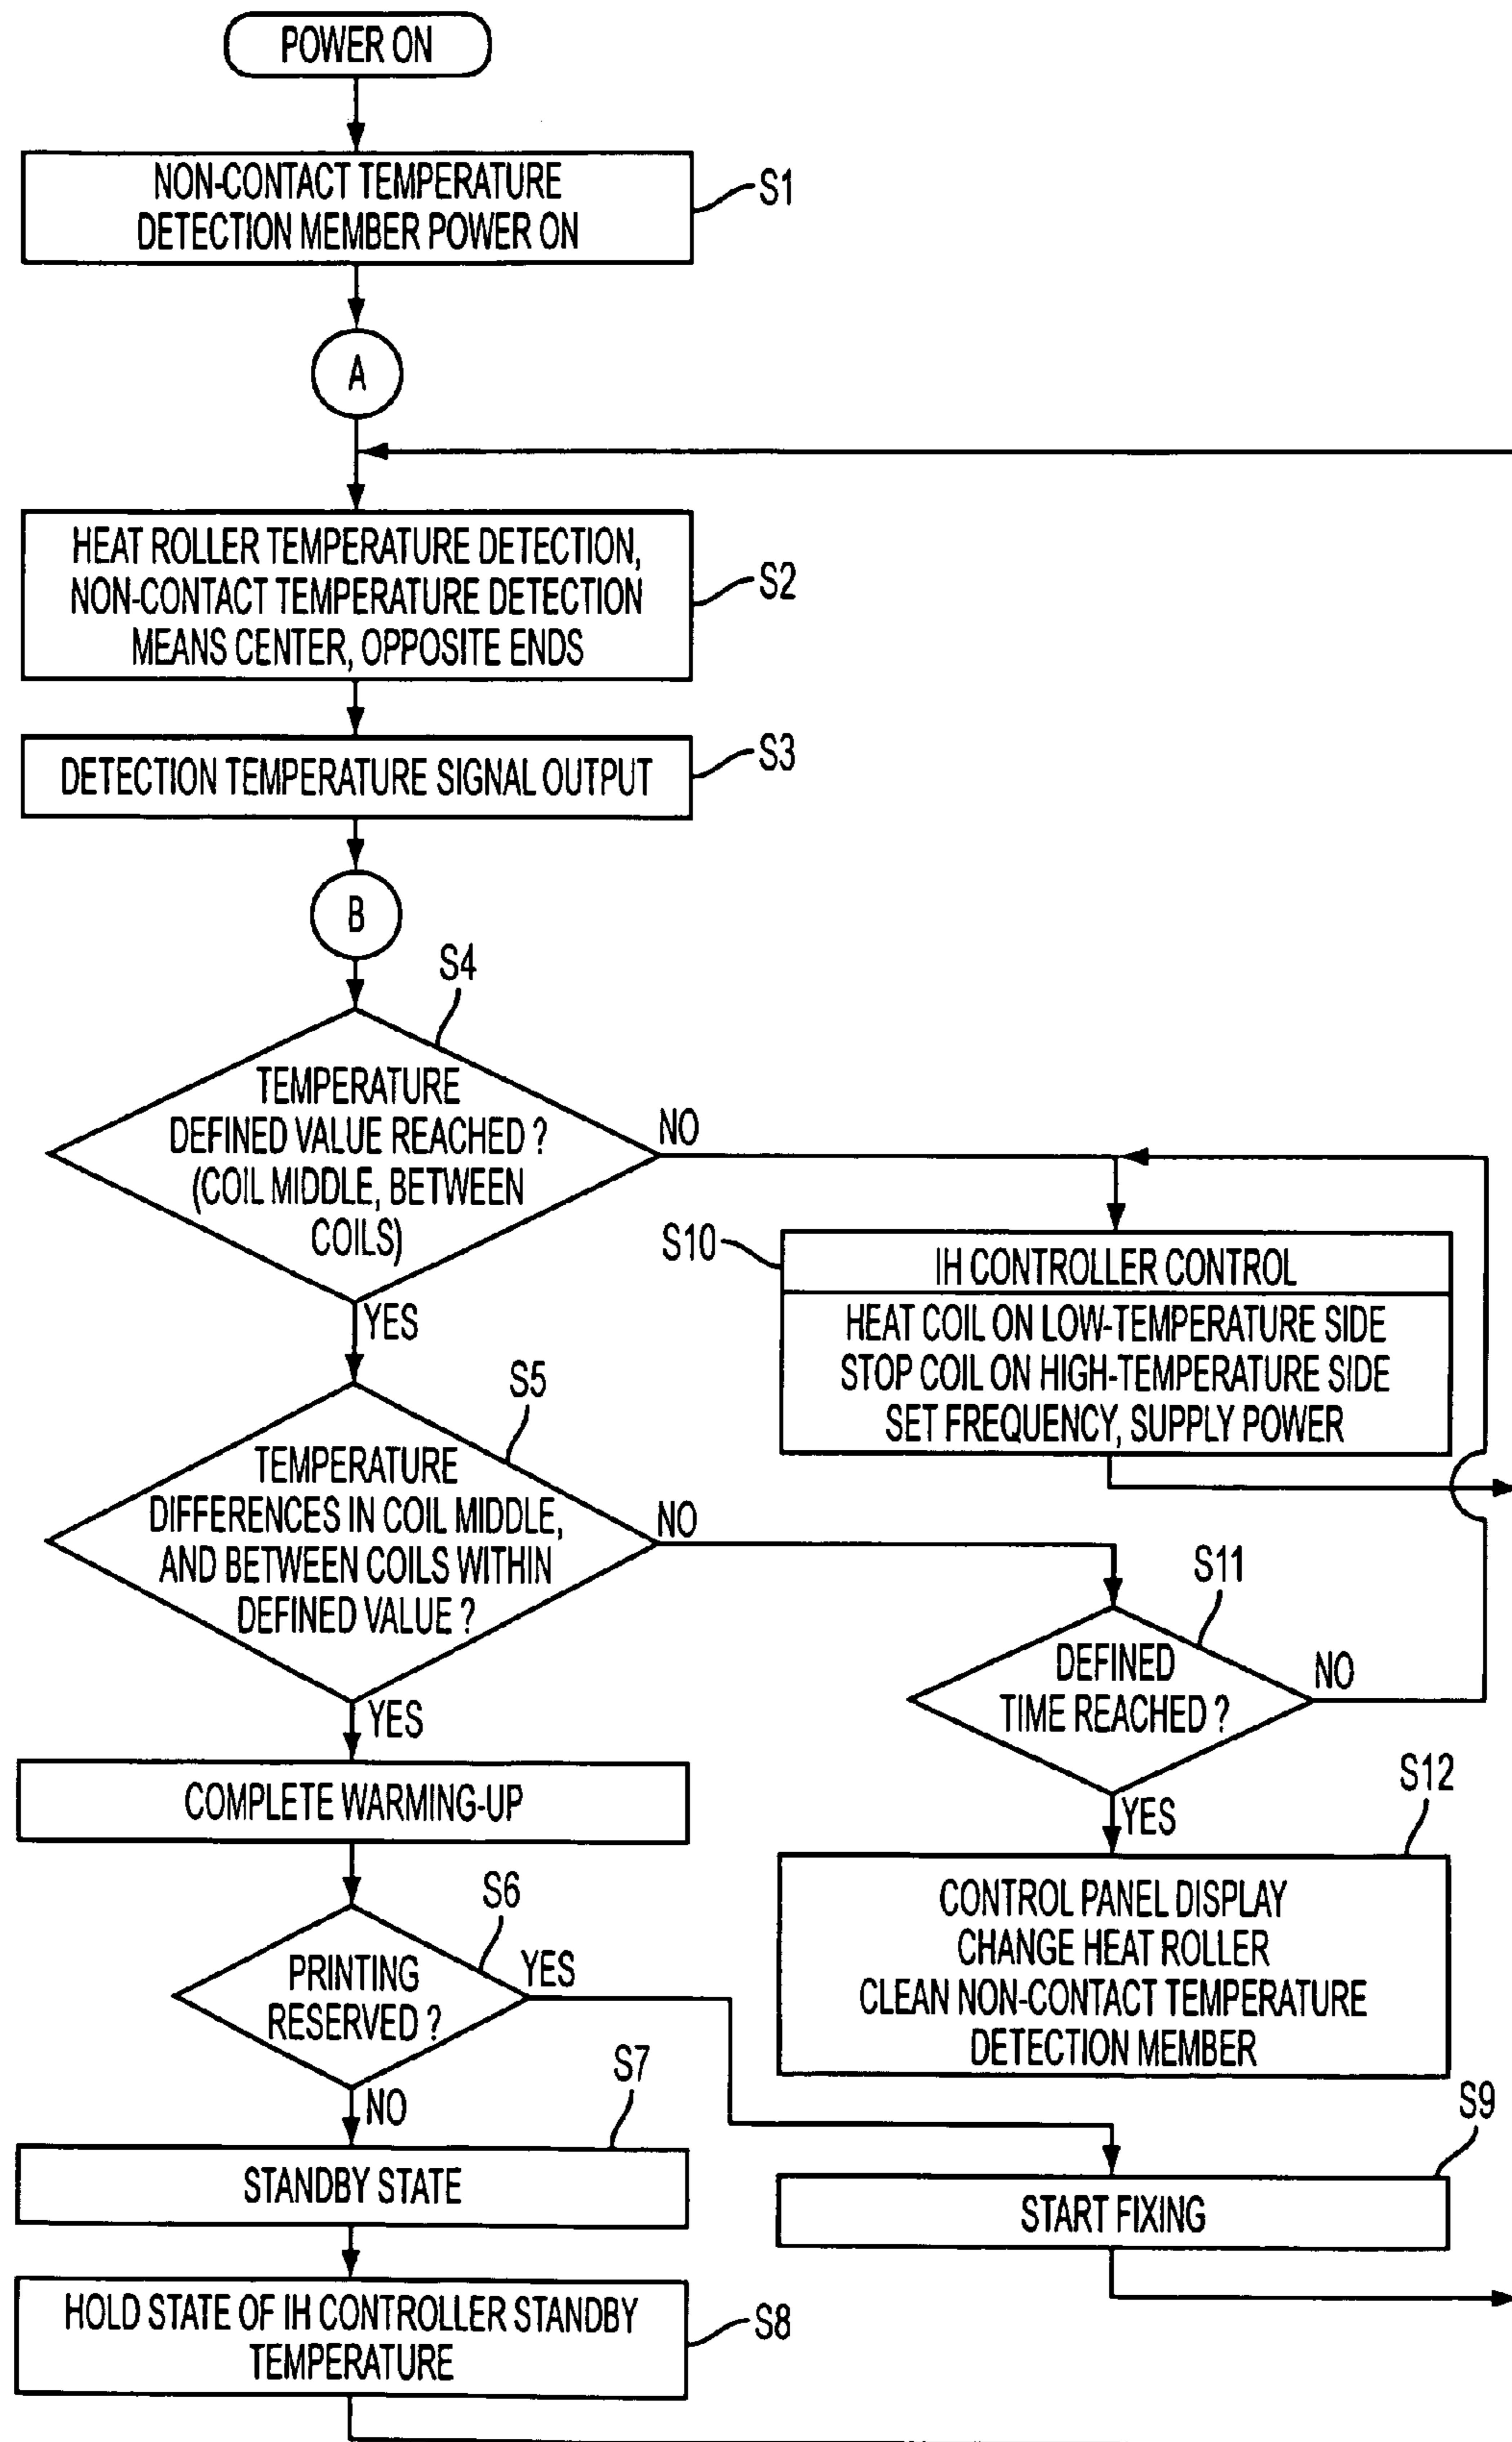 POWER ON
NON-CONTACT TEMPERATURE
DETECTION MEMBER POWER ON
S1
A
HEAT ROLLER TEMPERATURE DETECTION,
NON-CONTACT TEMPERATURE DETECTION
MEANS CENTER, OPPOSITE ENDS
S2
DETECTION TEMPERATURE SIGNAL OUTPUT
S3
B
S4
TEMPERATURE
DEFINED VALUE REACHED ?
(COIL MIDDLE, BETWEEN
COILS)
NO
YES
S10
IH CONTROLLER CONTROL
HEAT COIL ON LOW-TEMPERATURE SIDE
STOP COIL ON HIGH-TEMPERATURE SIDE
SET FREQUENCY, SUPPLY POWER
S5
TEMPERATURE
DIFFERENCES IN COIL MIDDLE,
AND BETWEEN COILS WITHIN
DEFINED VALUE ?
NO
YES
S11
DEFINED
TIME REACHED ?
NO
YES
COMPLETE WARMING-UP
S12
CONTROL PANEL DISPLAY
CHANGE HEAT ROLLER
CLEAN NON-CONTACT TEMPERATURE
DETECTION MEMBER
S6
PRINTING
RESERVED ?
YES
NO
S7
STANDBY STATE
S9
START FIXING
HOLD STATE OF IH CONTROLLER STANDBY
TEMPERATURE
S8